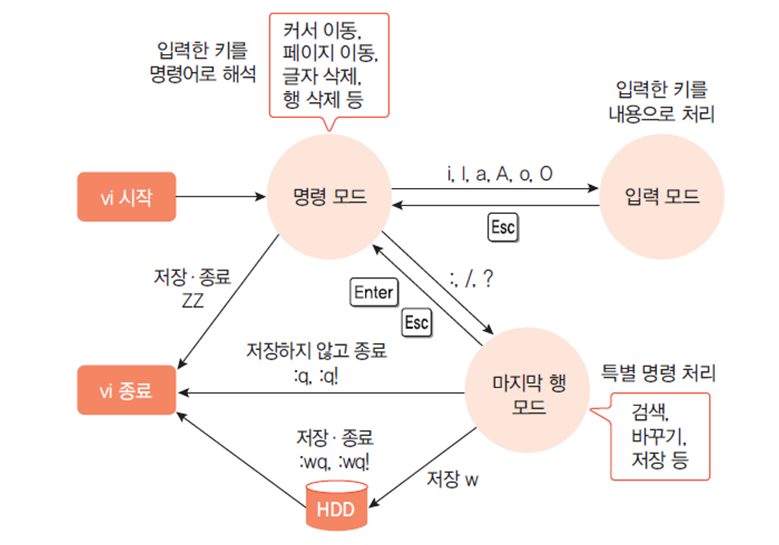 입력한 키를
명령어로 해석
커서 이동,
페이지 이동,
글자 삭제,
행 삭제 등
입력한 키를
내용으로 처리
vi 시작
명령 모드
i, I, a, A, o, O
Esc
입력 모드
저장·종료
ZZ
:, /, ?
Enter
Esc
저장하지 않고 종료
:q, :q!
vi 종료
마지막 행
모드
특별 명령 처리
검색,
바꾸기,
저장 등
저장·종료
:wq, :wq!
저장 w
HDD